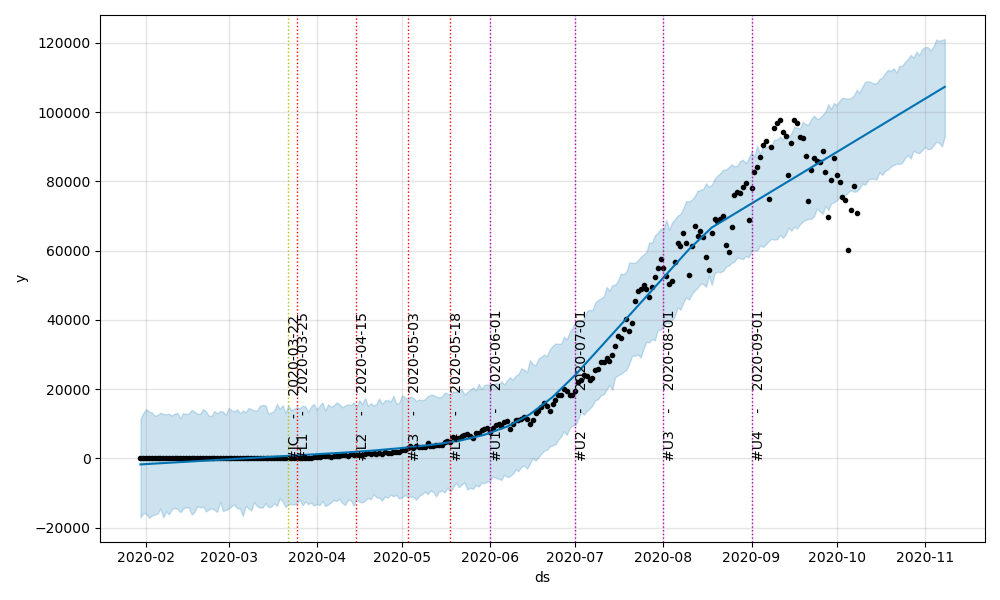 120000
100000
80000
60000
40000
20000
0
−20000
y
#JC - 2020-03-22
#L1 - 2020-03-25
#L2 - 2020-04-15
#L3 - 2020-05-03
#L4 - 2020-05-18
#U1 - 2020-06-01
#U2 - 2020-07-01
#U3 - 2020-08-01
#U4 - 2020-09-01
2020-02 2020-03 2020-04 2020-05 2020-06 2020-07 2020-08 2020-09 2020-10 2020-11
ds